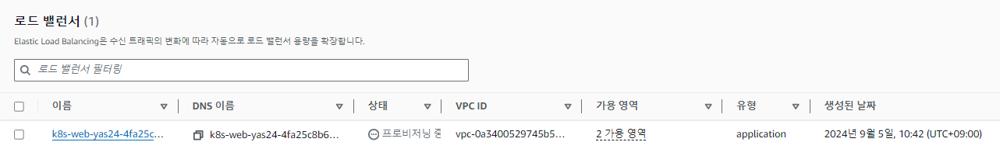 로드 밸런서 (1)
Elastic Load Balancing은 수신 트래픽의 변화에 따라 자동으로 로드 밸런서 용량을 확장합니다.
로드 밸런서 필터링
이름 DNS 이름 상태 VPC ID 가용 영역 유형 생성된 날짜
k8s-web-yas24-4fa25c... k8s-web-yas24-4fa25c8b6... 프로비저닝 중 vpc-0a3400529745b5... 2 가용 영역 application 2024년 9월 5일, 10:42 (UTC+09:00)